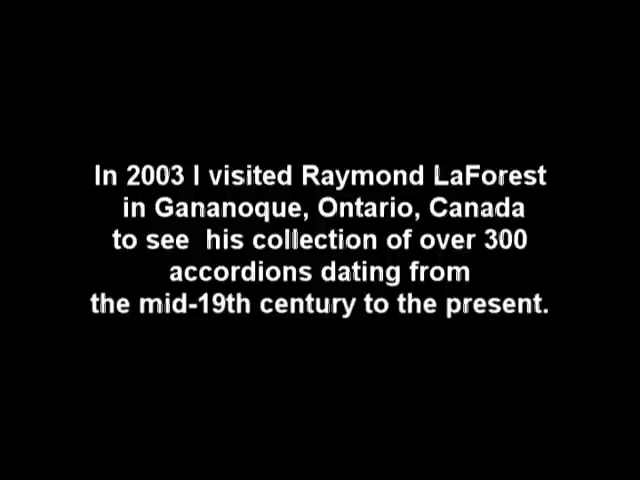 In 2003 I visited Raymond LaForest
in Gananoque, Ontario, Canada
to see  his collection of over 300
accordions dating from
the mid-19th century to the present.